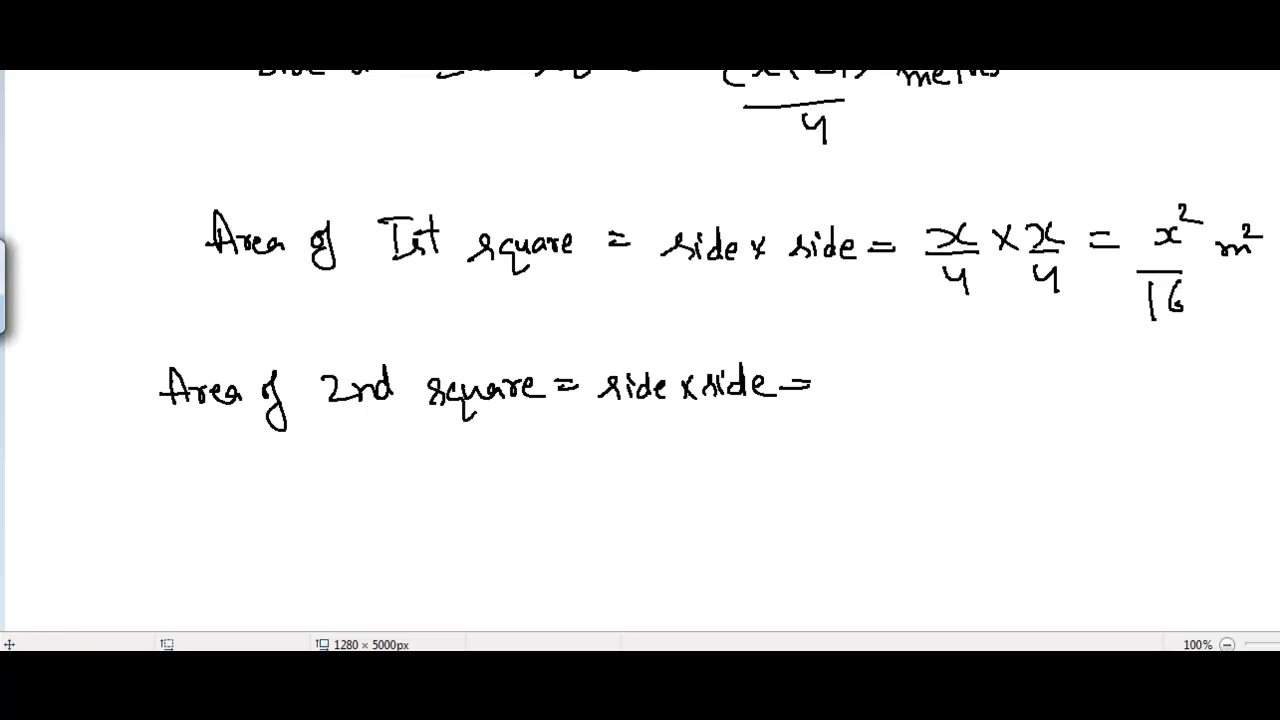 4
Area of Ist square = side x side = x/4 × x/4 = x²/16 m²
Area of 2nd square = side x side =
1280 × 5000px
100%